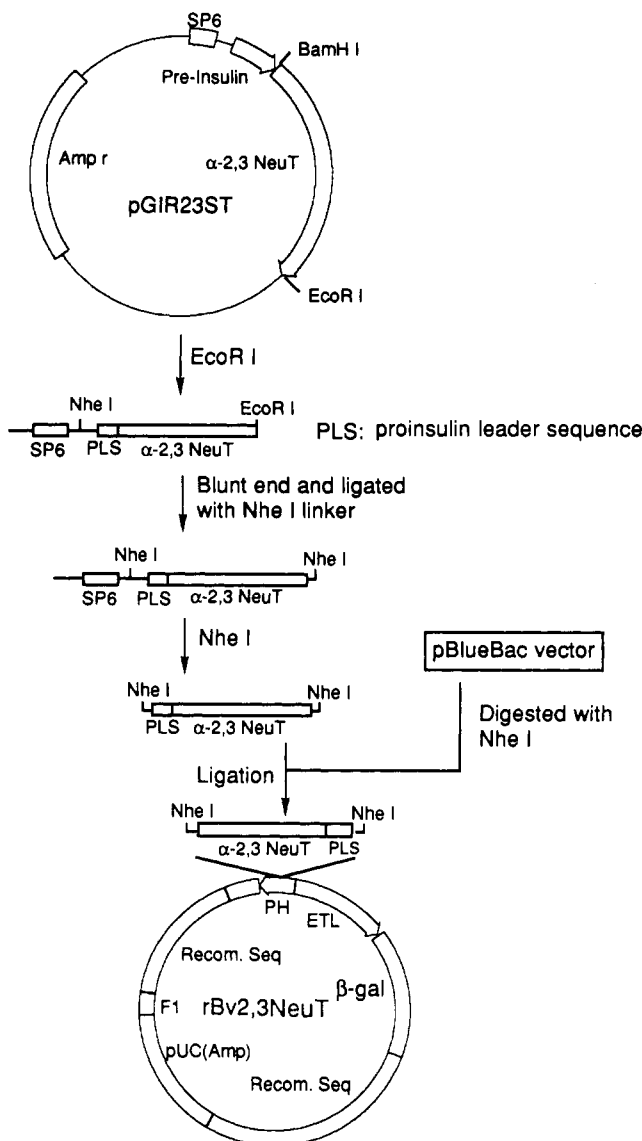 SP6
BamH I
Pre-Insulin
Amp r
α-2,3 NeuT
pGIR23ST
EcoR I
EcoR I
Nhe I
EcoR I
SP6
PLS
α-2,3 NeuT
PLS: proinsulin leader sequence
Blunt end and ligated
with Nhe I linker
Nhe I
Nhe I
SP6
PLS
α-2,3 NeuT
Nhe I
pBlueBac vector
Nhe I
Nhe I
PLS
α-2,3 NeuT
Digested with
Nhe I
Ligation
Nhe I
Nhe I
α-2,3 NeuT
PLS
PH
ETL
Recom. Seq
β-gal
F1
rBv2,3NeuT
pUC(Amp)
Recom. Seq